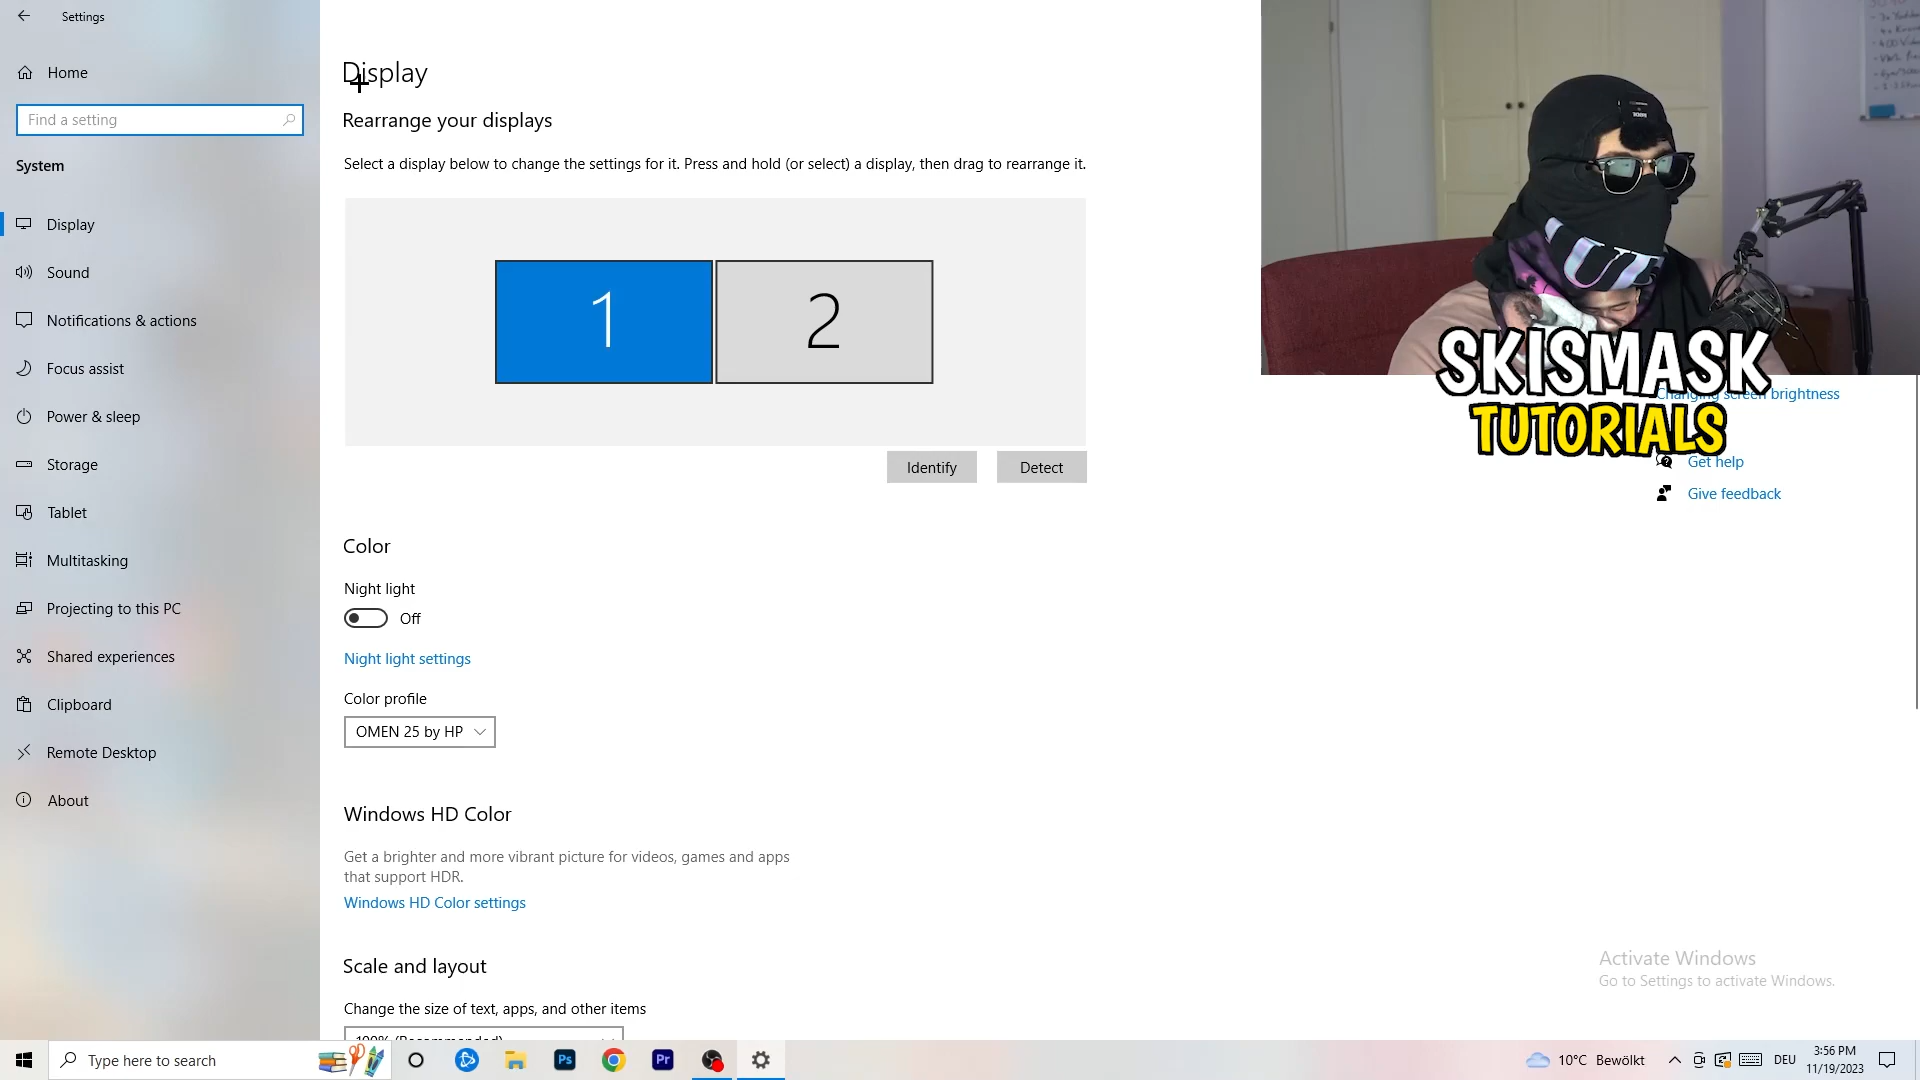 Settings
Home
Find a setting
System
Display
Sound
Notifications & actions
Focus assist
Power & sleep
Storage
Tablet
Multitasking
Projecting to this PC
Shared experiences
Clipboard
Remote Desktop
About
Display
Rearrange your displays
Select a display below to change the settings for it. Press and hold (or select) a display, then drag to rearrange it.
1
2
Identify
Detect
Color
Night light
Off
Night light settings
Color profile
OMEN 25 by HP
Windows HD Color
Get a brighter and more vibrant picture for videos, games and apps
that support HDR.
Windows HD Color settings
Scale and layout
Change the size of text, apps, and other items
100% (Recommended)
SKISMASK
TUTORIALS
Changing screen brightness
Get help
Give feedback
Activate Windows
Go to Settings to activate Windows.
Type here to search
Ps
Pr
10°C Bewölkt
DEU
3:56 PM
11/19/2023